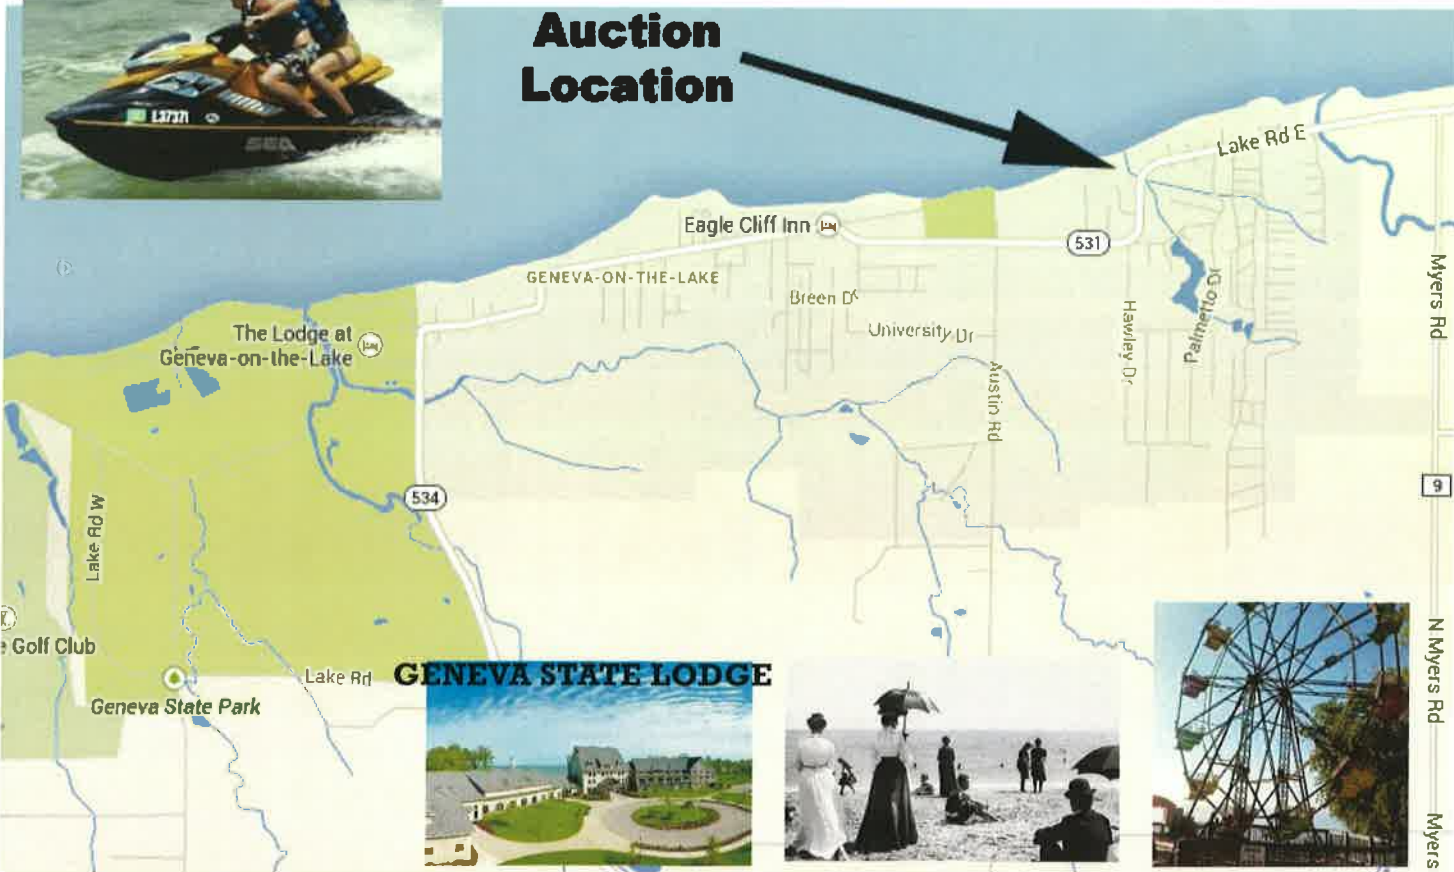 Auction
Location
L3737I
SEA
Lake Rd E
Eagle Cliff Inn
531
GENEVA-ON-THE-LAKE
Breen Dr
University Dr
The Lodge at
Geneva-on-the-Lake
Hawley Dr
Palmetto Dr
Myers Rd
Austin Rd
534
9
Lake Rd W
Golf Club
Lake Rd
Geneva State Park
GENEVA STATE LODGE
N Myers Rd
Myers